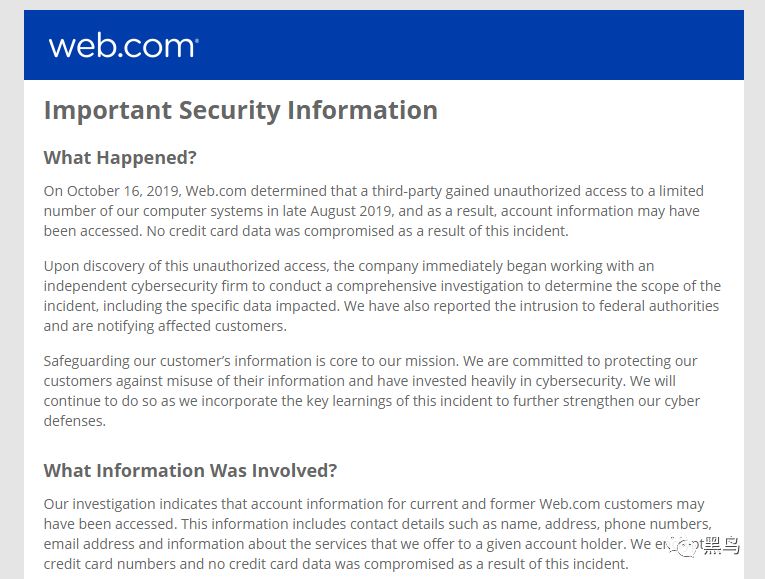 web.com®
Important Security Information
What Happened?
On October 16, 2019, Web.com determined that a third-party gained unauthorized access to a limited
number of our computer systems in late August 2019, and as a result, account information may have
been accessed. No credit card data was compromised as a result of this incident.
Upon discovery of this unauthorized access, the company immediately began working with an
independent cybersecurity firm to conduct a comprehensive investigation to determine the scope of the
incident, including the specific data impacted. We have also reported the intrusion to federal authorities
and are notifying affected customers.
Safeguarding our customer’s information is core to our mission. We are committed to protecting our
customers against misuse of their information and have invested heavily in cybersecurity. We will
continue to do so as we incorporate the key learnings of this incident to further strengthen our cyber
defenses.
What Information Was Involved?
Our investigation indicates that account information for current and former Web.com customers may
have been accessed. This information includes contact details such as name, address, phone numbers,
email address and information about the services that we offer to a given account holder. We
credit card numbers and no credit card data was compromised as a result of this incident.
黑鸟